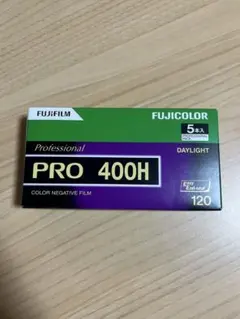 FUJIFILM
FUJICOLOR
5本入
Professional
DAYLIGHT
PRO 400H
COLOR NEGATIVE FILM
120